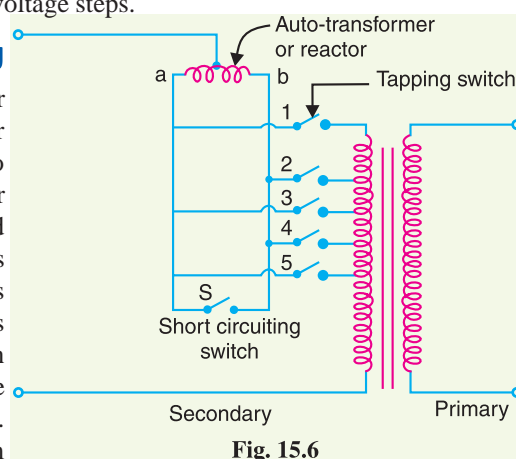 voltage steps.
Auto-transformer
or reactor
a
b
Tapping switch
1
2
3
4
5
S
Short circuiting
switch
Secondary
Primary
Fig. 15.6